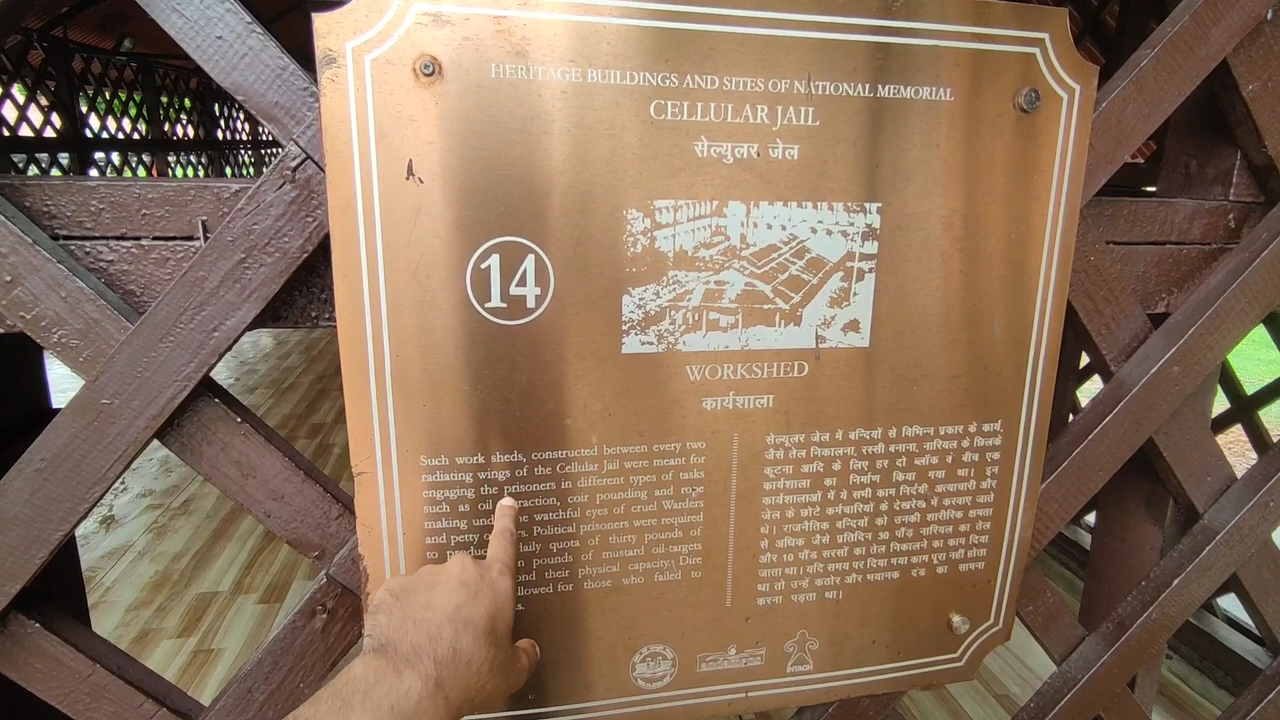 HERITAGE BUILDINGS AND SITES OF NATIONAL MEMORIAL
CELLULAR JAIL
सेल्युलर जेल
14
WORKSHED
कार्यशाला
Such work sheds, constructed between every two
radiating wings of the Cellular Jail were meant for
engaging the prisoners in different types of tasks
such as oil coir pounding and rope
making watchful eyes of cruel Warders
and petty Political prisoners were required
to daily quota of thirty pounds of
pounds of mustard oil-targets
their physical capacity. Dire
for those who failed to
सेल्युलर जेल में बन्दियों से विभिन्न प्रकार के कार्य,
जैसे तेल निकालना, रस्सी बनाना, नारियल के छिलके
कूटना आदि के लिए हर दो ब्लॉक के बीच एक
कार्यशाला का निर्माण किया गया था। इन
कार्यशालाओं में ये सभी काम निर्दयी, अत्याचारी और
जेल के छोटे कर्मचारियों के देखरेख में करवाए जाते
थे। राजनैतिक बन्दियों को उनकी शारीरिक क्षमता
से अधिक जैसे प्रतिदिन 30 पौंड नारियल का तेल
और 10 पौंड सरसों का तेल निकालने का काम दिया
जाता था। यदि समय पर दिया गया काम पूरा नहीं होता
था तो उन्हें कठोर और भयानक दंड का सामना
करना पड़ता था।
INTACH